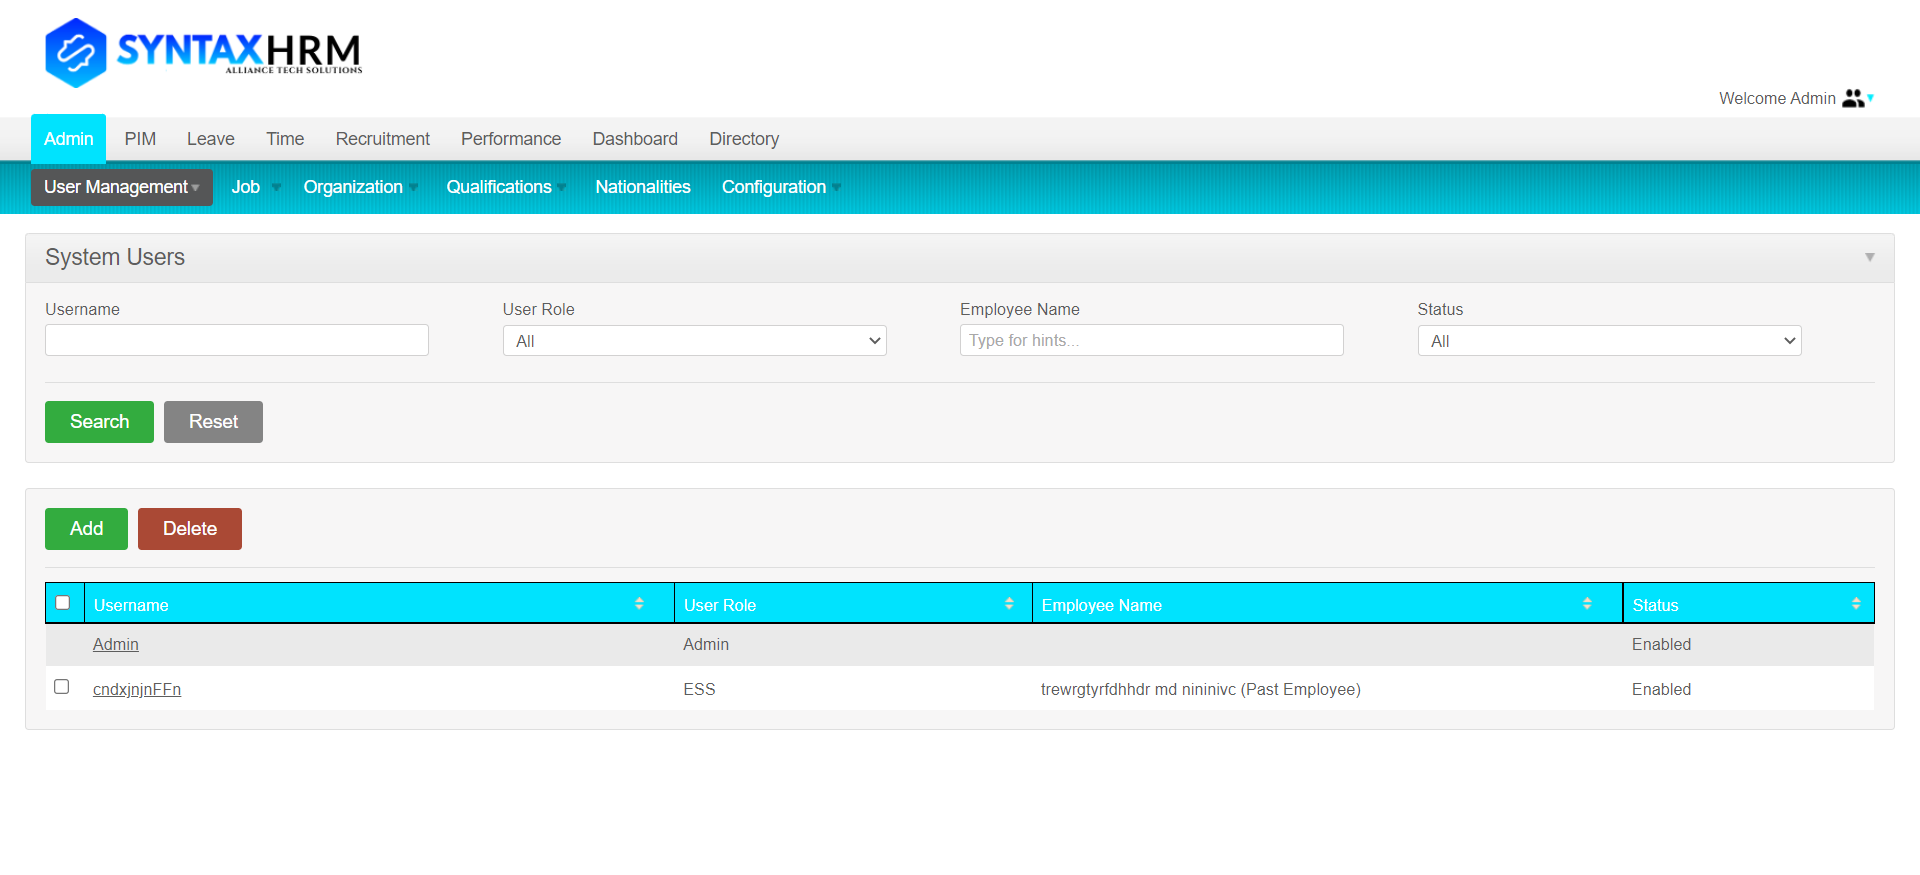 SYNTAXHRM
ALLIANCE TECH SOLUTIONS
Welcome Admin
Admin PIM Leave Time Recruitment Performance Dashboard Directory
User Management Job Organization Qualifications Nationalities Configuration
System Users
Username User Role Employee Name Status
All Type for hints... All
Search Reset
Add Delete
Username User Role Employee Name Status
Admin Admin Enabled
cndxjnjnFFn ESS trewrgtyrfdhhdr md nininivc (Past Employee) Enabled